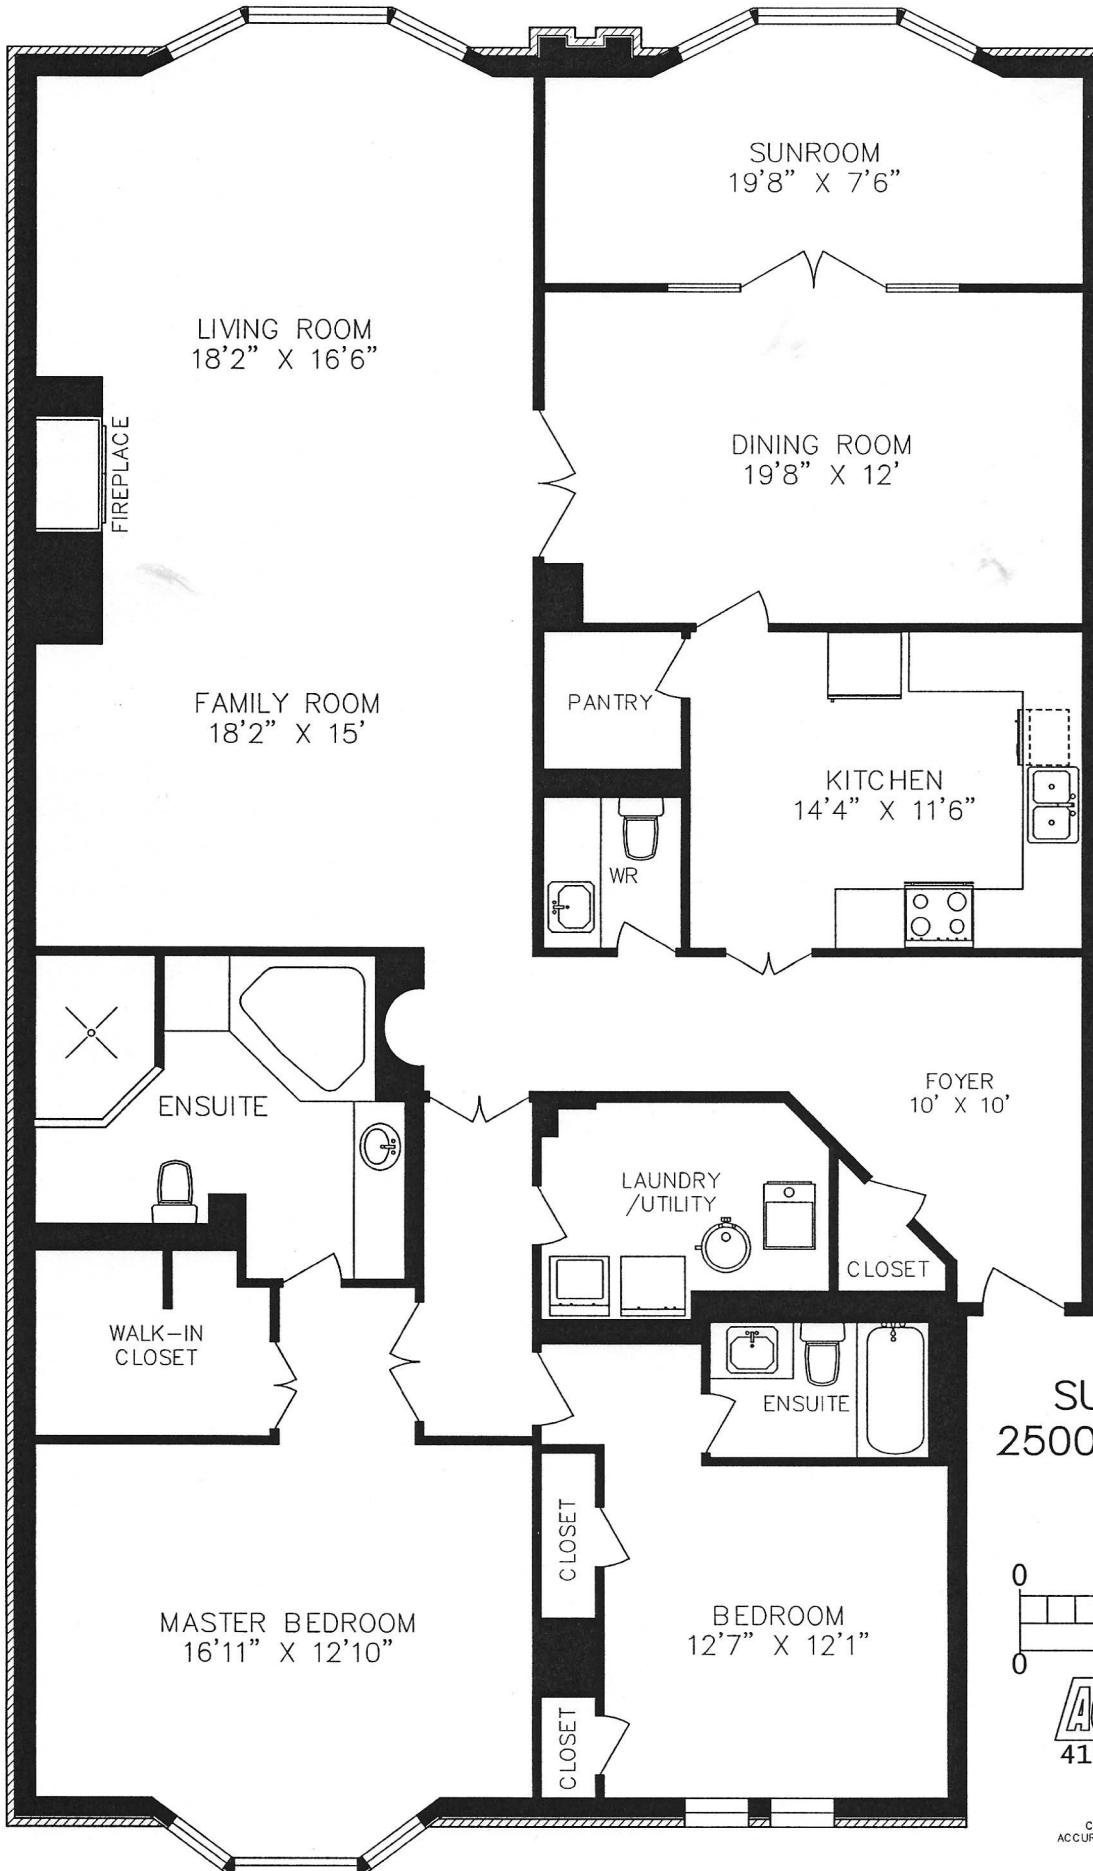 SUNROOM
19'8" X 7'6"
LIVING ROOM
18'2" X 16'6"
FIREPLACE
DINING ROOM
19'8" X 12'
FAMILY ROOM
18'2" X 15'
PANTRY
KITCHEN
14'4" X 11'6"
WR
ENSUITE
FOYER
10' X 10'
LAUNDRY
/UTILITY
CLOSET
WALK-IN
CLOSET
ENSUITE
SU
2500
CLOSET
MASTER BEDROOM
16'11" X 12'10"
BEDROOM
12'7" X 12'1"
CLOSET
0
0
41
C
ACCUR